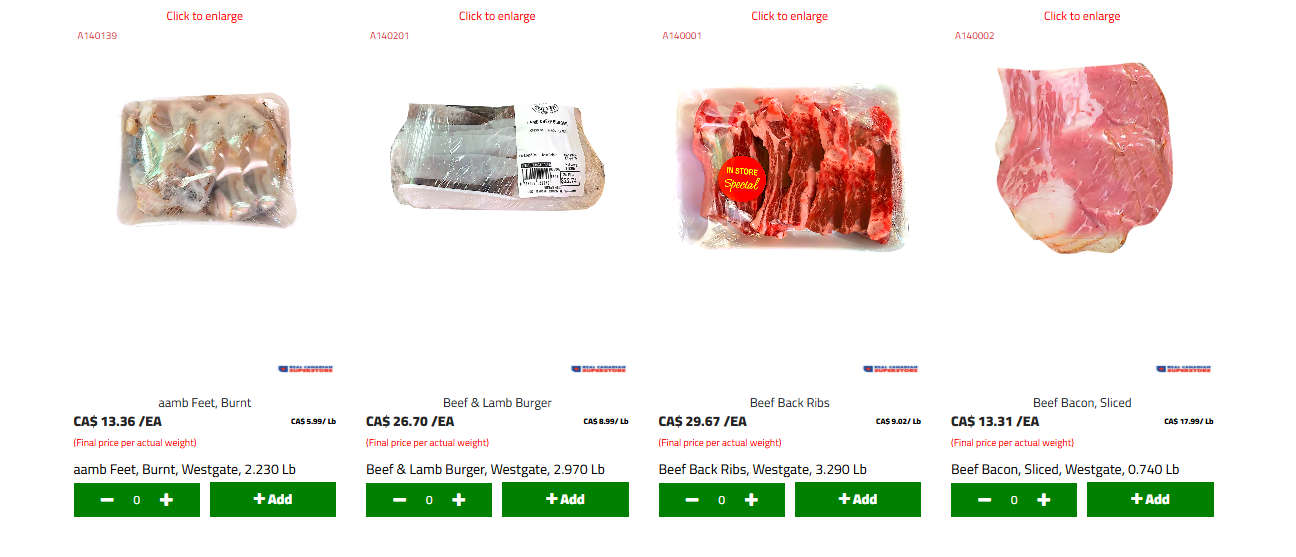 Click to enlarge
Click to enlarge
Click to enlarge
Click to enlarge
A140139
A140201
A140001
A140002
IN STORE
Special
REAL CANADIAN
SUPERSTORE
REAL CANADIAN
SUPERSTORE
REAL CANADIAN
SUPERSTORE
REAL CANADIAN
SUPERSTORE
aamb Feet, Burnt
CA$ 13.36 /EA
CA$ 5.99/ Lb
(Final price per actual weight)
aamb Feet, Burnt, Westgate, 2.230 Lb
0
Add
Beef & Lamb Burger
CA$ 26.70 /EA
CA$ 8.99/ Lb
(Final price per actual weight)
Beef & Lamb Burger, Westgate, 2.970 Lb
0
Add
Beef Back Ribs
CA$ 29.67 /EA
CA$ 9.02/ Lb
(Final price per actual weight)
Beef Back Ribs, Westgate, 3.290 Lb
0
Add
Beef Bacon, Sliced
CA$ 13.31 /EA
CA$ 17.99/ Lb
(Final price per actual weight)
Beef Bacon, Sliced, Westgate, 0.740 Lb
0
Add